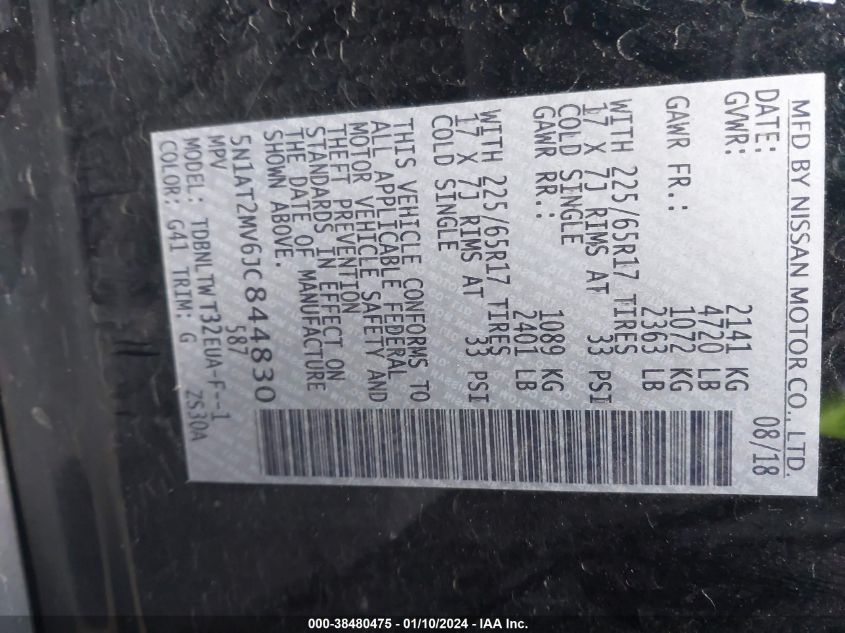 MFD BY NISSAN MOTOR CO., LTD.
DATE: 08/18
GVWR: 2141 KG
4720 LB
GAWR FR.: 1072 KG
2363 LB
WITH 225/65R17 TIRES
17 X 7J RIMS AT 33 PSI
COLD SINGLE
GAWR RR.: 1089 KG
2401 LB
WITH 225/65R17 TIRES
17 X 7J RIMS AT 33 PSI
COLD SINGLE
THIS VEHICLE CONFORMS TO
ALL APPLICABLE FEDERAL
MOTOR VEHICLE SAFETY AND
THEFT PREVENTION
STANDARDS IN EFFECT ON
THE DATE OF MANUFACTURE
SHOWN ABOVE.
5N1AT2MV6JC844830
MPV 587
MODEL: TDBNLTWT32EUA-F--1
COLOR: G41 TRIM: G 2S30A
000-38480475 - 01/10/2024 - IAA Inc.